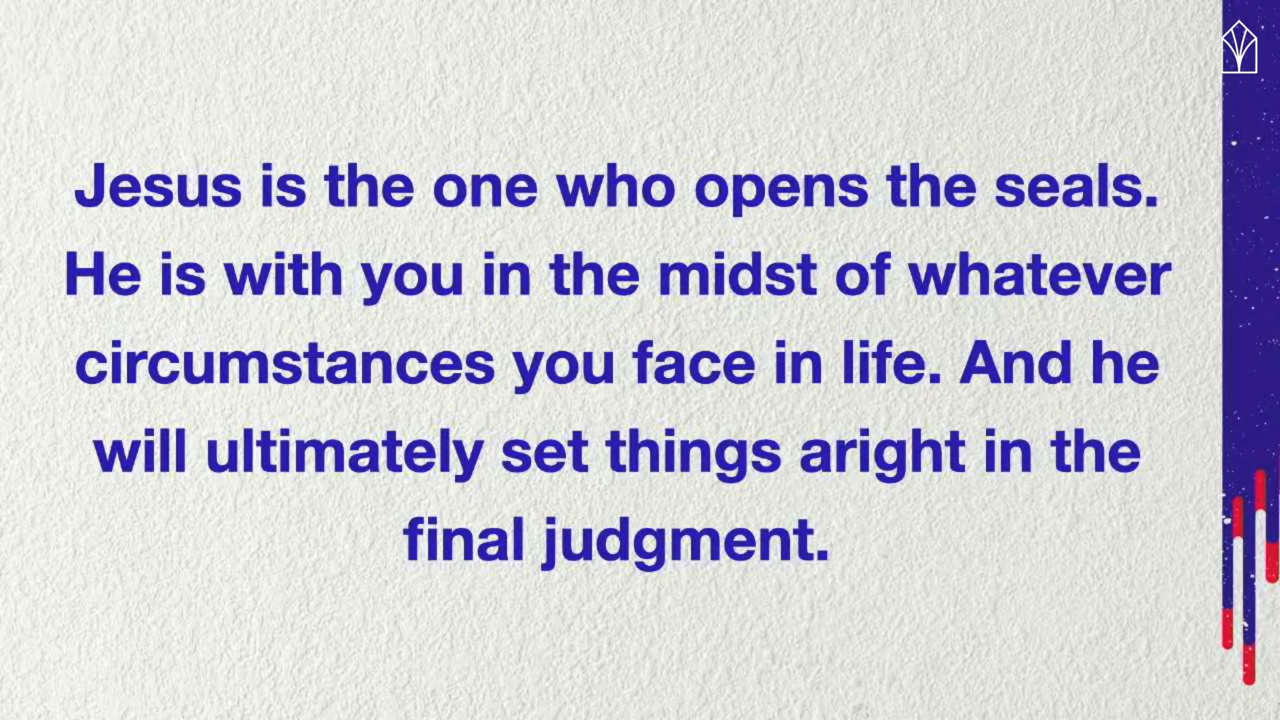 Jesus is the one who opens the seals.
He is with you in the midst of whatever
circumstances you face in life. And he
will ultimately set things aright in the
final judgment.